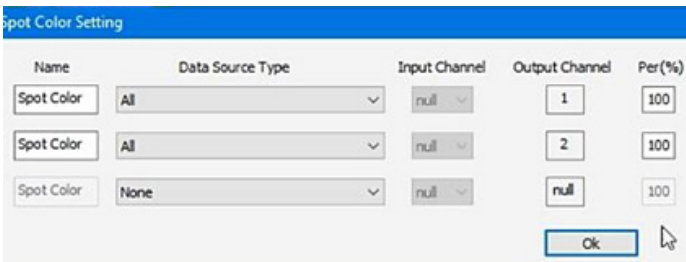 Spot Color Setting
Name Data Source Type Input Channel Output Channel Per(%)
Spot Color All null 1 100
Spot Color All null 2 100
Spot Color None null null 100
Ok